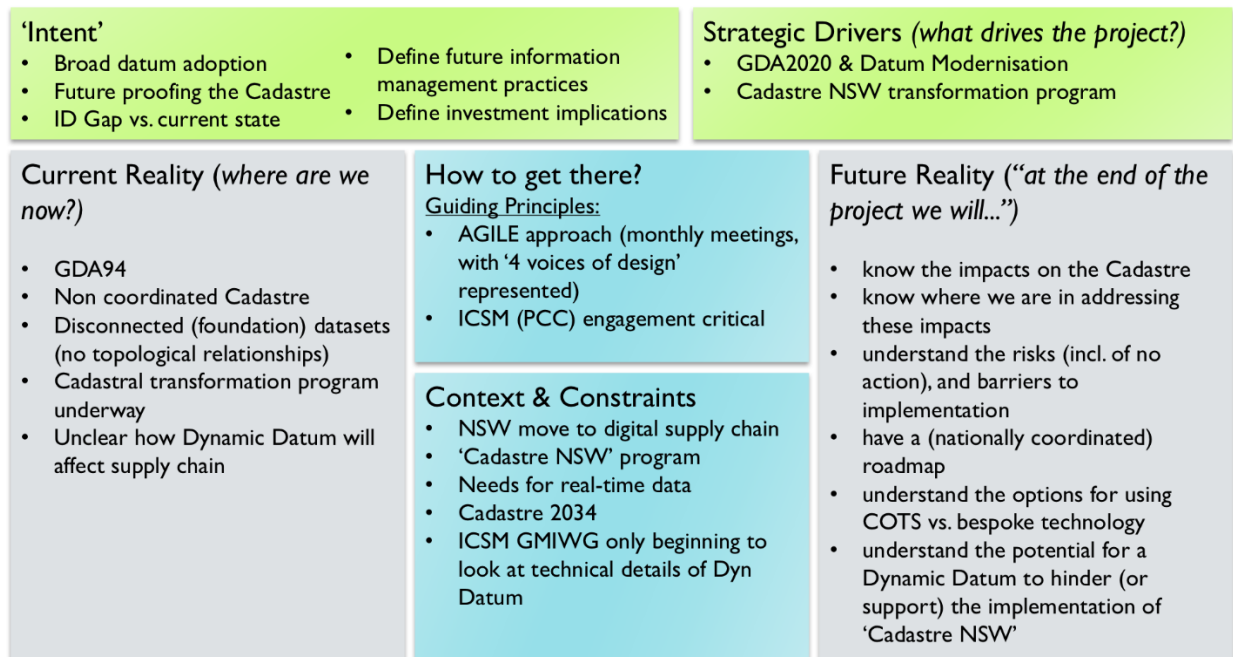 ‘Intent’
• Broad datum adoption
• Future proofing the Cadastre
• ID Gap vs. current state
• Define future information
management practices
• Define investment implications
Strategic Drivers (what drives the project?)
• GDA2020 & Datum Modernisation
• Cadastre NSW transformation program
Current Reality (where are we
now?)
• GDA94
• Non coordinated Cadastre
• Disconnected (foundation) datasets
(no topological relationships)
• Cadastral transformation program
underway
• Unclear how Dynamic Datum will
affect supply chain
How to get there?
Guiding Principles:
• AGILE approach (monthly meetings,
with ‘4 voices of design’
represented)
• ICSM (PCC) engagement critical
Context & Constraints
• NSW move to digital supply chain
• ‘Cadastre NSW’ program
• Needs for real-time data
• Cadastre 2034
• ICSM GMIWG only beginning to
look at technical details of Dyn
Datum
Future Reality (“at the end of the
project we will...”)
• know the impacts on the Cadastre
• know where we are in addressing
these impacts
• understand the risks (incl. of no
action), and barriers to
implementation
• have a (nationally coordinated)
roadmap
• understand the options for using
COTS vs. bespoke technology
• understand the potential for a
Dynamic Datum to hinder (or
support) the implementation of
‘Cadastre NSW’